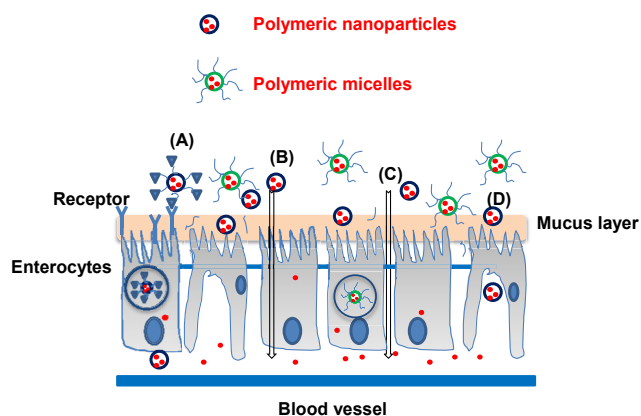 Polymeric nanoparticles
Polymeric micelles
(A)
(B)
(C)
(D)
Receptor
Mucus layer
Enterocytes
Blood vessel